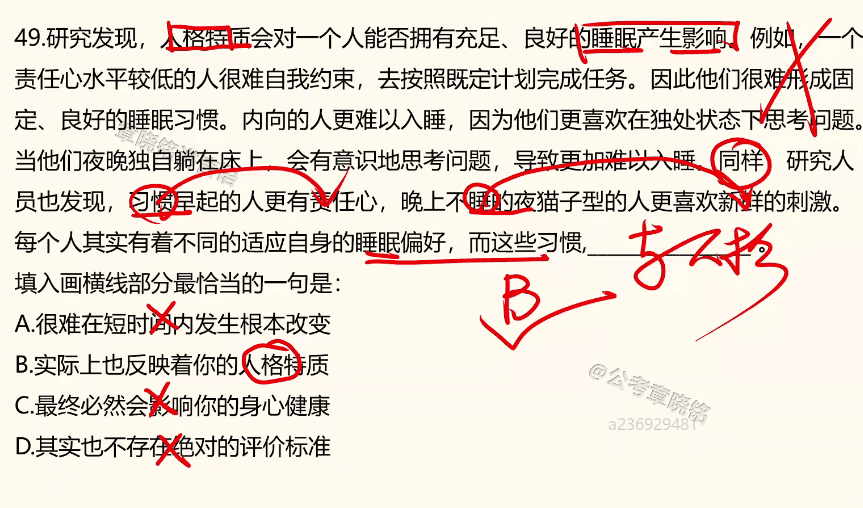 49.研究发现，人格特质会对一个人能否拥有充足、良好的睡眠产生影响。例如，一个
责任心水平较低的人很难自我约束，去按照既定计划完成任务。因此他们很难形成固
定、良好的睡眠习惯。内向的人更难以入睡，因为他们更喜欢在独处状态下思考问题。
当他们夜晚独自躺在床上，会有意识地思考问题，导致更加难以入睡。同样，研究人
员也发现，习惯早起的人更有责任心，晚上不睡的夜猫子型的人更喜欢新鲜的刺激。
每个人其实有着不同的适应自身的睡眠偏好，而这些习惯,________________。
填入画横线部分最恰当的一句是：
B
A.很难在短时间内发生根本改变
B.实际上也反映着你的人格特质
C.最终必然会影响你的身心健康
D.其实也不存在绝对的评价标准
@公考章晓铭
a236929481